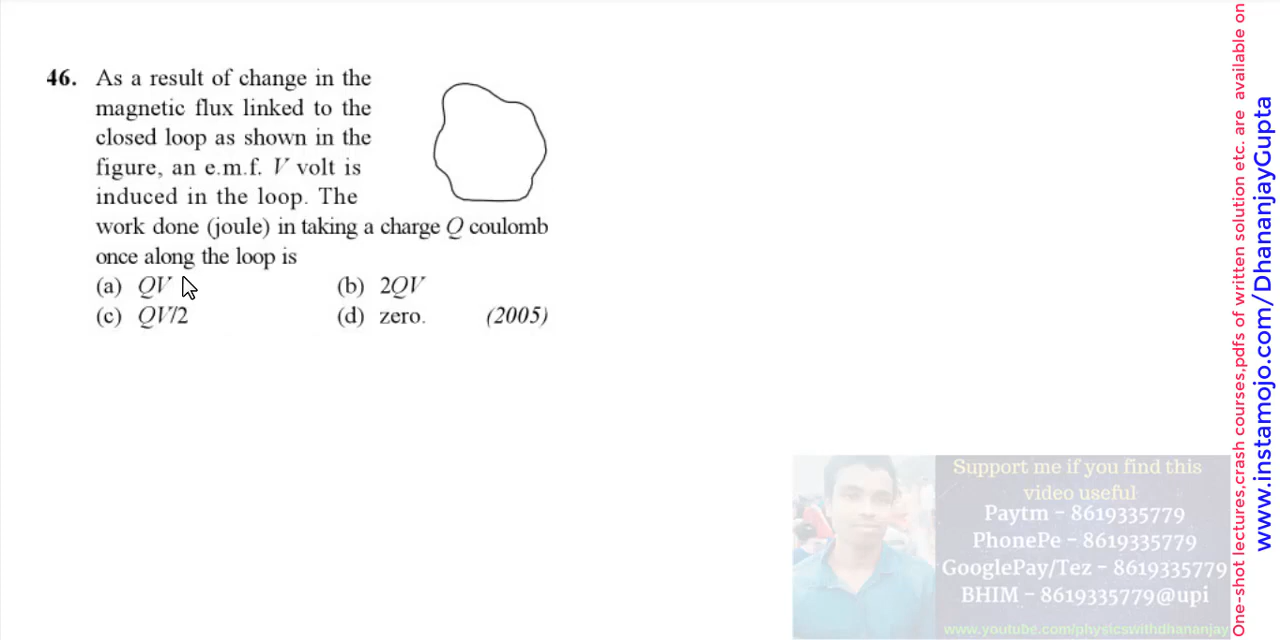 46. As a result of change in the
magnetic flux linked to the
closed loop as shown in the
figure, an e.m.f. V volt is
induced in the loop. The
work done (joule) in taking a charge Q coulomb
once along the loop is
(a) QV (b) 2QV
(c) QV/2 (d) zero. (2005)
Support me if you find this
video useful
Paytm - 8619335779
PhonePe - 8619335779
GooglePay/Tez - 8619335779
BHIM - 8619335779@upi
www.youtube.com/physicswithdhananjay
One-shot lectures,crash courses,pdfs of written solution etc. are available on
www.instamojo.com/DhananjayGupta